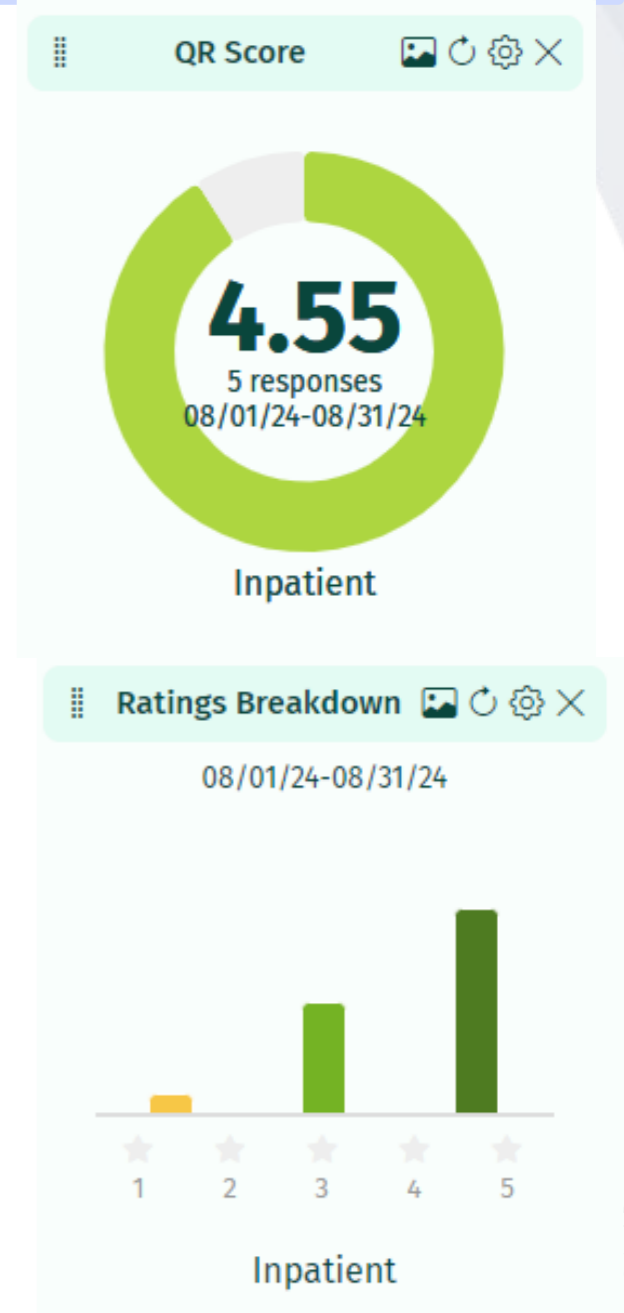 QR Score
4.55
5 responses
08/01/24-08/31/24
Inpatient
Ratings Breakdown
08/01/24-08/31/24
1 2 3 4 5
Inpatient